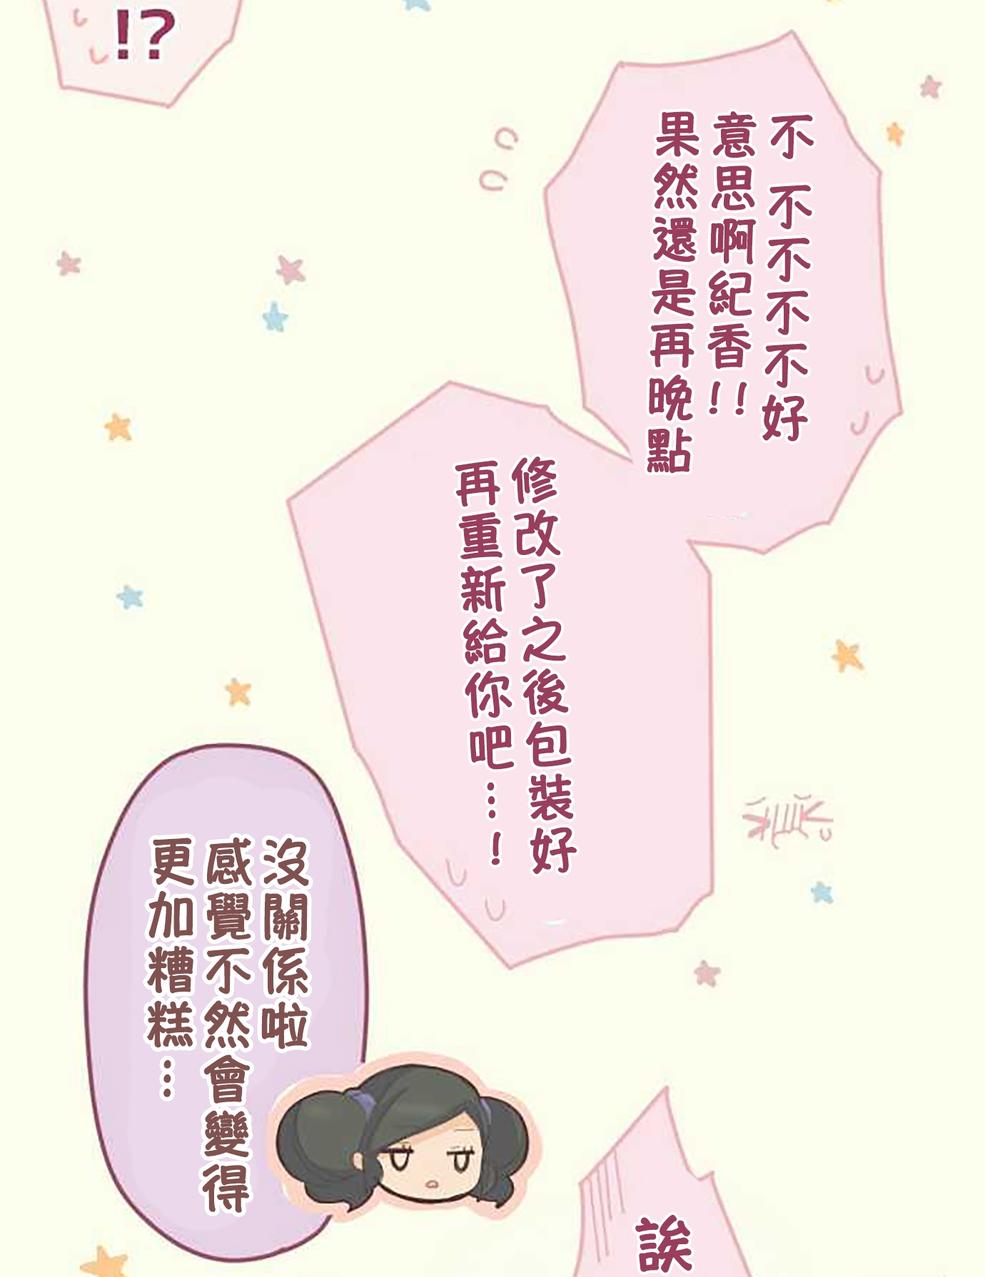 !?
不 不不不不好
意思啊紀香!!
果然還是再晚點
修改了之後包裝好
再重新給你吧…!
沒關係啦
感覺不然會變得
更加糟糕…
誒